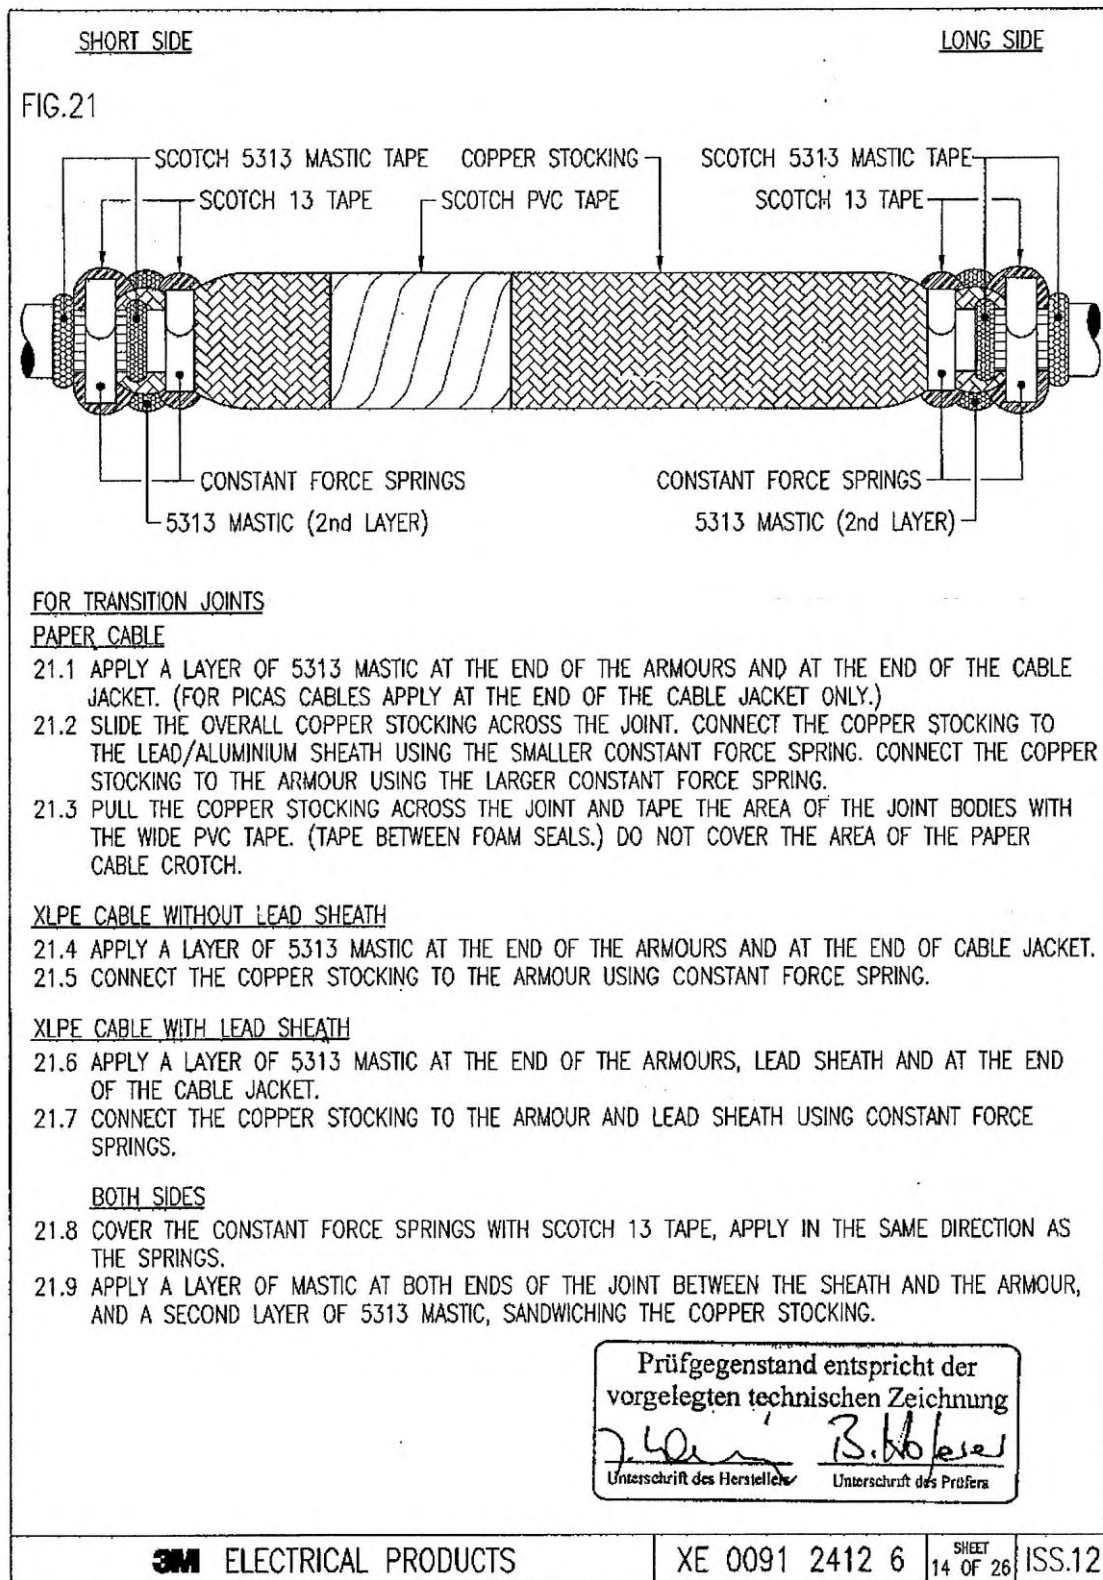 SHORT SIDE
LONG SIDE
FIG.21
SCOTCH 5313 MASTIC TAPE
COPPER STOCKING
SCOTCH 5313 MASTIC TAPE
SCOTCH 13 TAPE
SCOTCH PVC TAPE
SCOTCH 13 TAPE
CONSTANT FORCE SPRINGS
CONSTANT FORCE SPRINGS
5313 MASTIC (2nd LAYER)
5313 MASTIC (2nd LAYER)
FOR TRANSITION JOINTS
PAPER CABLE
21.1 APPLY A LAYER OF 5313 MASTIC AT THE END OF THE ARMOURS AND AT THE END OF THE CABLE
JACKET. (FOR PICAS CABLES APPLY AT THE END OF THE CABLE JACKET ONLY.)
21.2 SLIDE THE OVERALL COPPER STOCKING ACROSS THE JOINT. CONNECT THE COPPER STOCKING TO
THE LEAD/ALUMINIUM SHEATH USING THE SMALLER CONSTANT FORCE SPRING. CONNECT THE COPPER
STOCKING TO THE ARMOUR USING THE LARGER CONSTANT FORCE SPRING.
21.3 PULL THE COPPER STOCKING ACROSS THE JOINT AND TAPE THE AREA OF THE JOINT BODIES WITH
THE WIDE PVC TAPE. (TAPE BETWEEN FOAM SEALS.) DO NOT COVER THE AREA OF THE PAPER
CABLE CROTCH.
XLPE CABLE WITHOUT LEAD SHEATH
21.4 APPLY A LAYER OF 5313 MASTIC AT THE END OF THE ARMOURS AND AT THE END OF CABLE JACKET.
21.5 CONNECT THE COPPER STOCKING TO THE ARMOUR USING CONSTANT FORCE SPRING.
XLPE CABLE WITH LEAD SHEATH
21.6 APPLY A LAYER OF 5313 MASTIC AT THE END OF THE ARMOURS, LEAD SHEATH AND AT THE END
OF THE CABLE JACKET.
21.7 CONNECT THE COPPER STOCKING TO THE ARMOUR AND LEAD SHEATH USING CONSTANT FORCE
SPRINGS.
BOTH SIDES
21.8 COVER THE CONSTANT FORCE SPRINGS WITH SCOTCH 13 TAPE, APPLY IN THE SAME DIRECTION AS
THE SPRINGS.
21.9 APPLY A LAYER OF MASTIC AT BOTH ENDS OF THE JOINT BETWEEN THE SHEATH AND THE ARMOUR,
AND A SECOND LAYER OF 5313 MASTIC, SANDWICHING THE COPPER STOCKING.
Prüfgegenstand entspricht der
vorgelegten technischen Zeichnung
Unterschrift des Herstellers
Unterschrift des Prüfers
3M ELECTRICAL PRODUCTS
XE 0091 2412 6
SHEET
14 OF 26
ISS.12